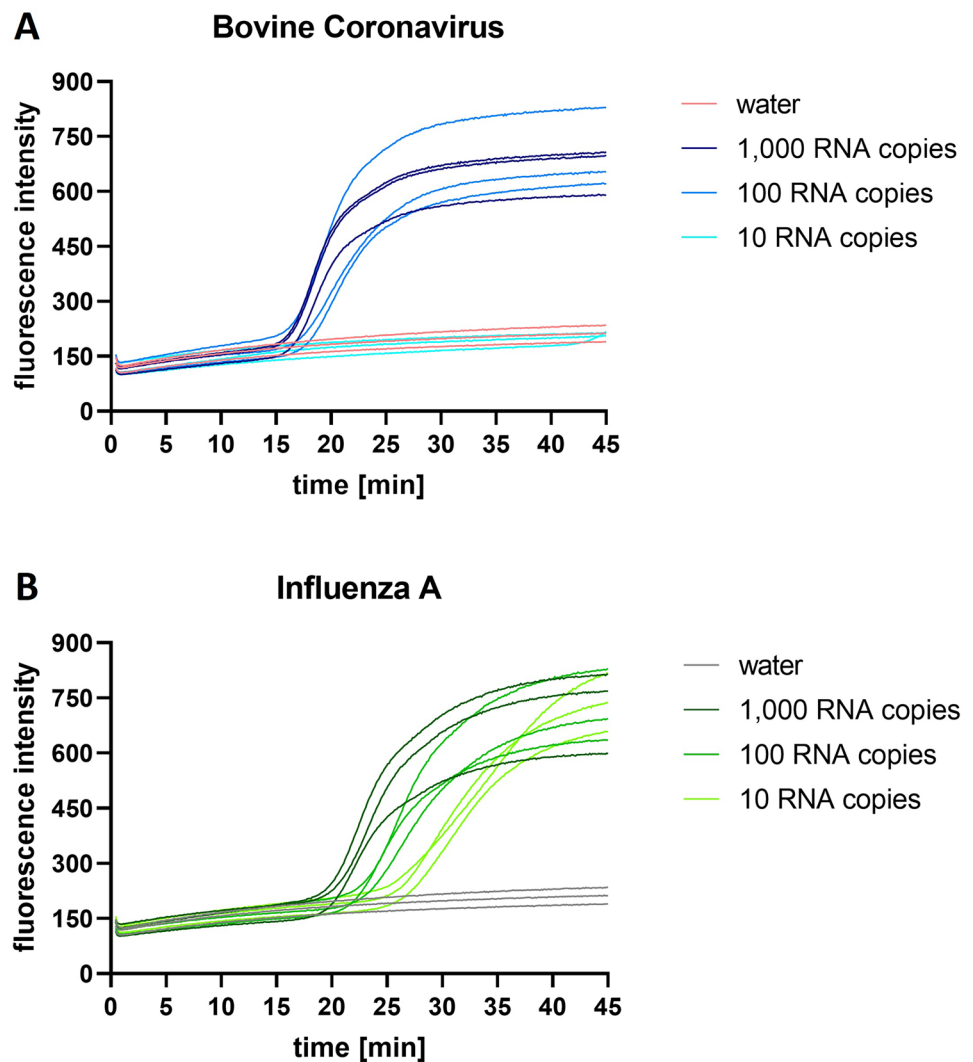 A
Bovine Coronavirus
fluorescence intensity
900
750
600
450
300
150
0
0 5 10 15 20 25 30 35 40 45
time [min]
water
1,000 RNA copies
100 RNA copies
10 RNA copies
B
Influenza A
fluorescence intensity
900
750
600
450
300
150
0
0 5 10 15 20 25 30 35 40 45
time [min]
water
1,000 RNA copies
100 RNA copies
10 RNA copies